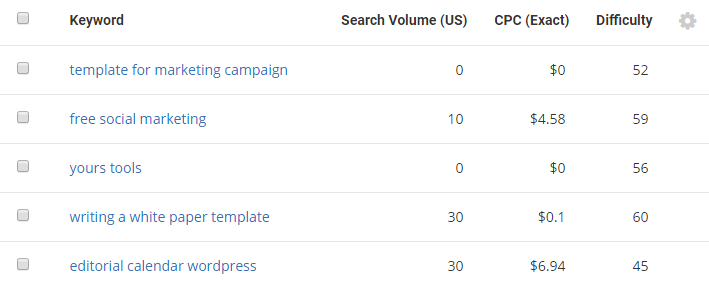 Keyword Search Volume (US) CPC (Exact) Difficulty
template for marketing campaign 0 $0 52
free social marketing 10 $4.58 59
yours tools 0 $0 56
writing a white paper template 30 $0.1 60
editorial calendar wordpress 30 $6.94 45